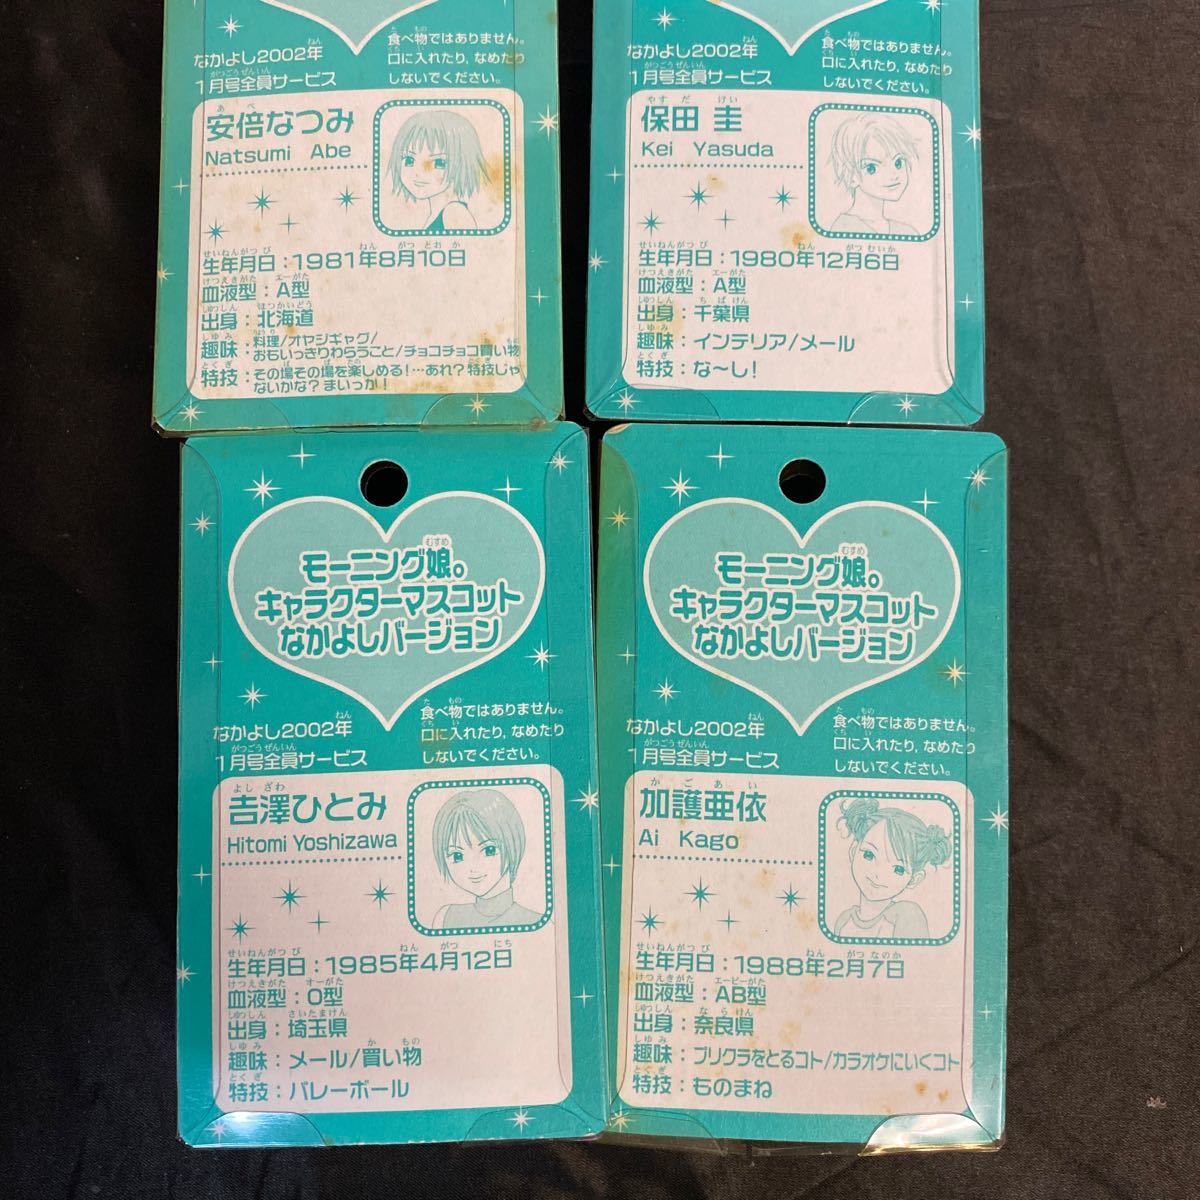 なかよし2002年
1月号全員サービス
食べ物ではありません。
口に入れたり,なめたり
しないでください。
安倍なつみ
Natsumi Abe
生年月日:1981年8月10日
血液型:A型
出身:北海道
趣味:料理/オヤジギャグ/
おもいっきりわらうこと/チョコチョコ買い物
特技:その場その場を楽しめる!…あれ?特技じゃ
ないかな?まいっか!
なかよし2002年
1月号全員サービス
食べ物ではありません。
口に入れたり,なめたり
しないでください。
保田 圭
Kei Yasuda
生年月日:1980年12月6日
血液型:A型
出身:千葉県
趣味:インテリア/メール
特技:な〜し!
モーニング娘。
キャラクターマスコット
なかよしバージョン
なかよし2002年
1月号全員サービス
食べ物ではありません。
口に入れたり,なめたり
しないでください。
吉澤ひとみ
Hitomi Yoshizawa
生年月日:1985年4月12日
血液型:O型
出身:埼玉県
趣味:メール/買い物
特技:バレーボール
モーニング娘。
キャラクターマスコット
なかよしバージョン
なかよし2002年
1月号全員サービス
食べ物ではありません。
口に入れたり,なめたり
しないでください。
加護亜依
Ai Kago
生年月日:1988年2月7日
血液型:AB型
出身:奈良県
趣味:プリクラをとるコト/カラオケにいくコト
特技:ものまね